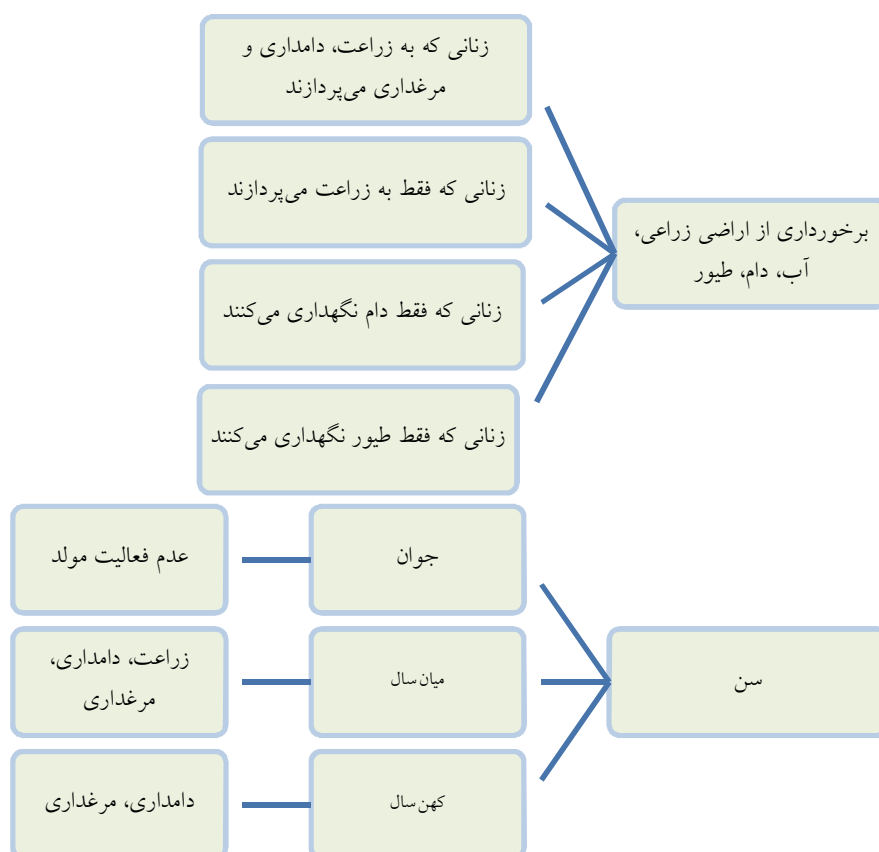 زنانی که به زراعت، دامداری و
مرغداری می‌پردازند
زنانی که فقط به زراعت می‌پردازند
برخورداری از اراضی زراعی،
آب، دام، طیور
زنانی که فقط دام نگهداری می‌کنند
زنانی که فقط طیور نگهداری می‌کنند
جوان
عدم فعالیت مولد
سن
میان سال
زراعت، دامداری،
مرغداری
کهن سال
دامداری، مرغداری